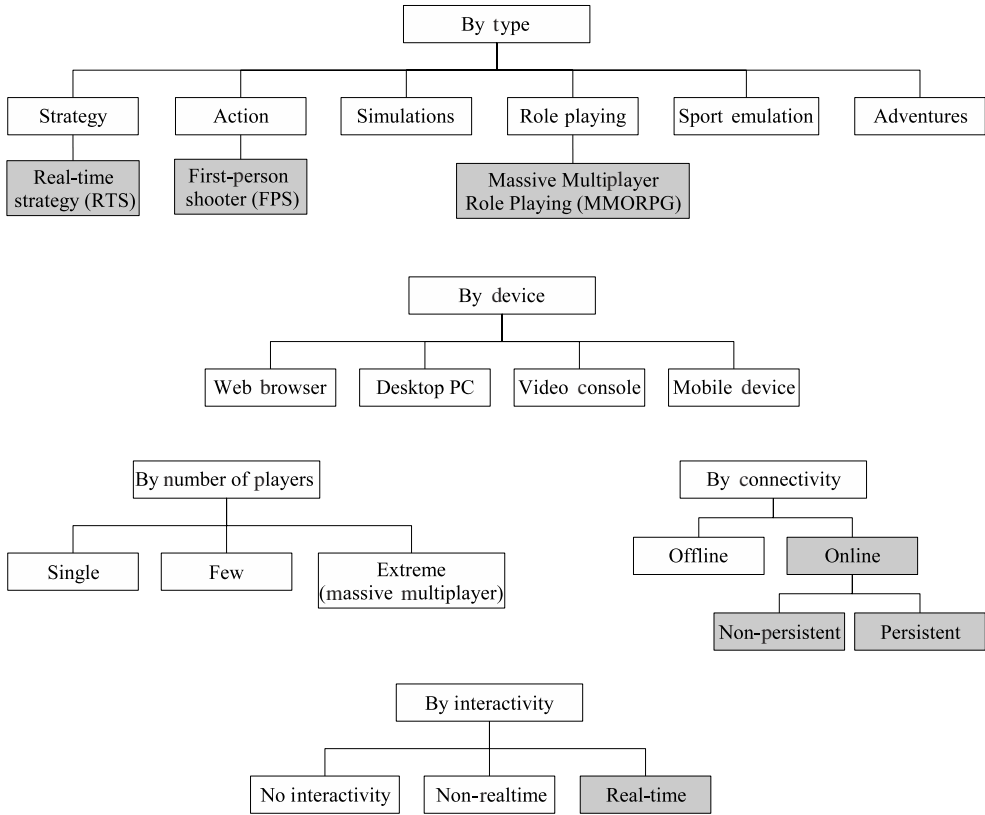 By type
Strategy
Action
Simulations
Role playing
Sport emulation
Adventures
Real-time
strategy (RTS)
First-person
shooter (FPS)
Massive Multiplayer
Role Playing (MMORPG)
By device
Web browser
Desktop PC
Video console
Mobile device
By number of players
Single
Few
Extreme
(massive multiplayer)
By connectivity
Offline
Online
Non-persistent
Persistent
By interactivity
No interactivity
Non-realtime
Real-time